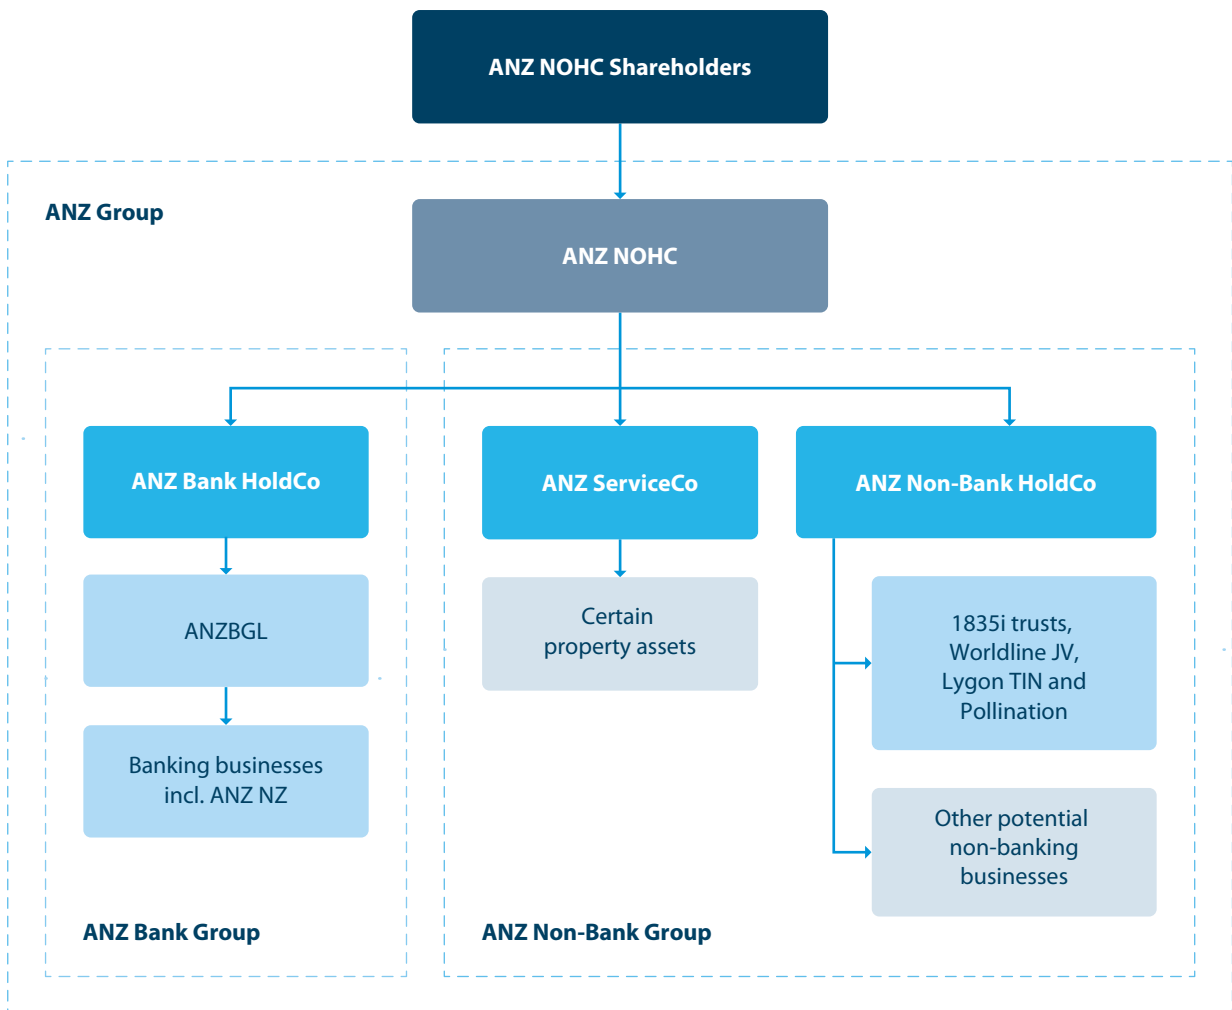 ANZ NOHC Shareholders
ANZ Group
ANZ NOHC
ANZ Bank HoldCo
ANZ ServiceCo
ANZ Non-Bank HoldCo
ANZBGL
Certain
property assets
1835i trusts,
Worldline JV,
Lygon TIN and
Pollination
Banking businesses
incl. ANZ NZ
Other potential
non-banking
businesses
ANZ Bank Group
ANZ Non-Bank Group